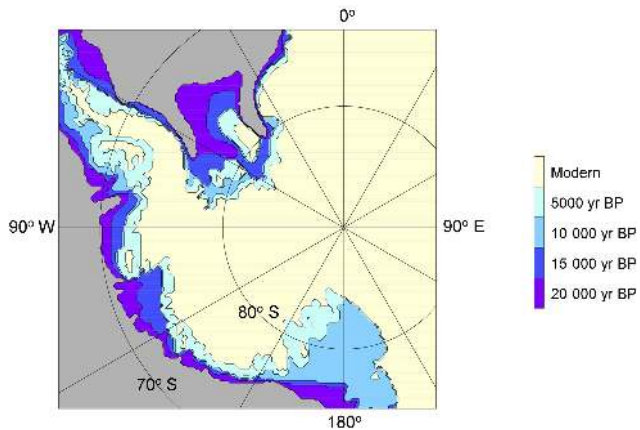 0º
90º W
90º E
80º S
70º S
180º
Modern
5000 yr BP
10 000 yr BP
15 000 yr BP
20 000 yr BP